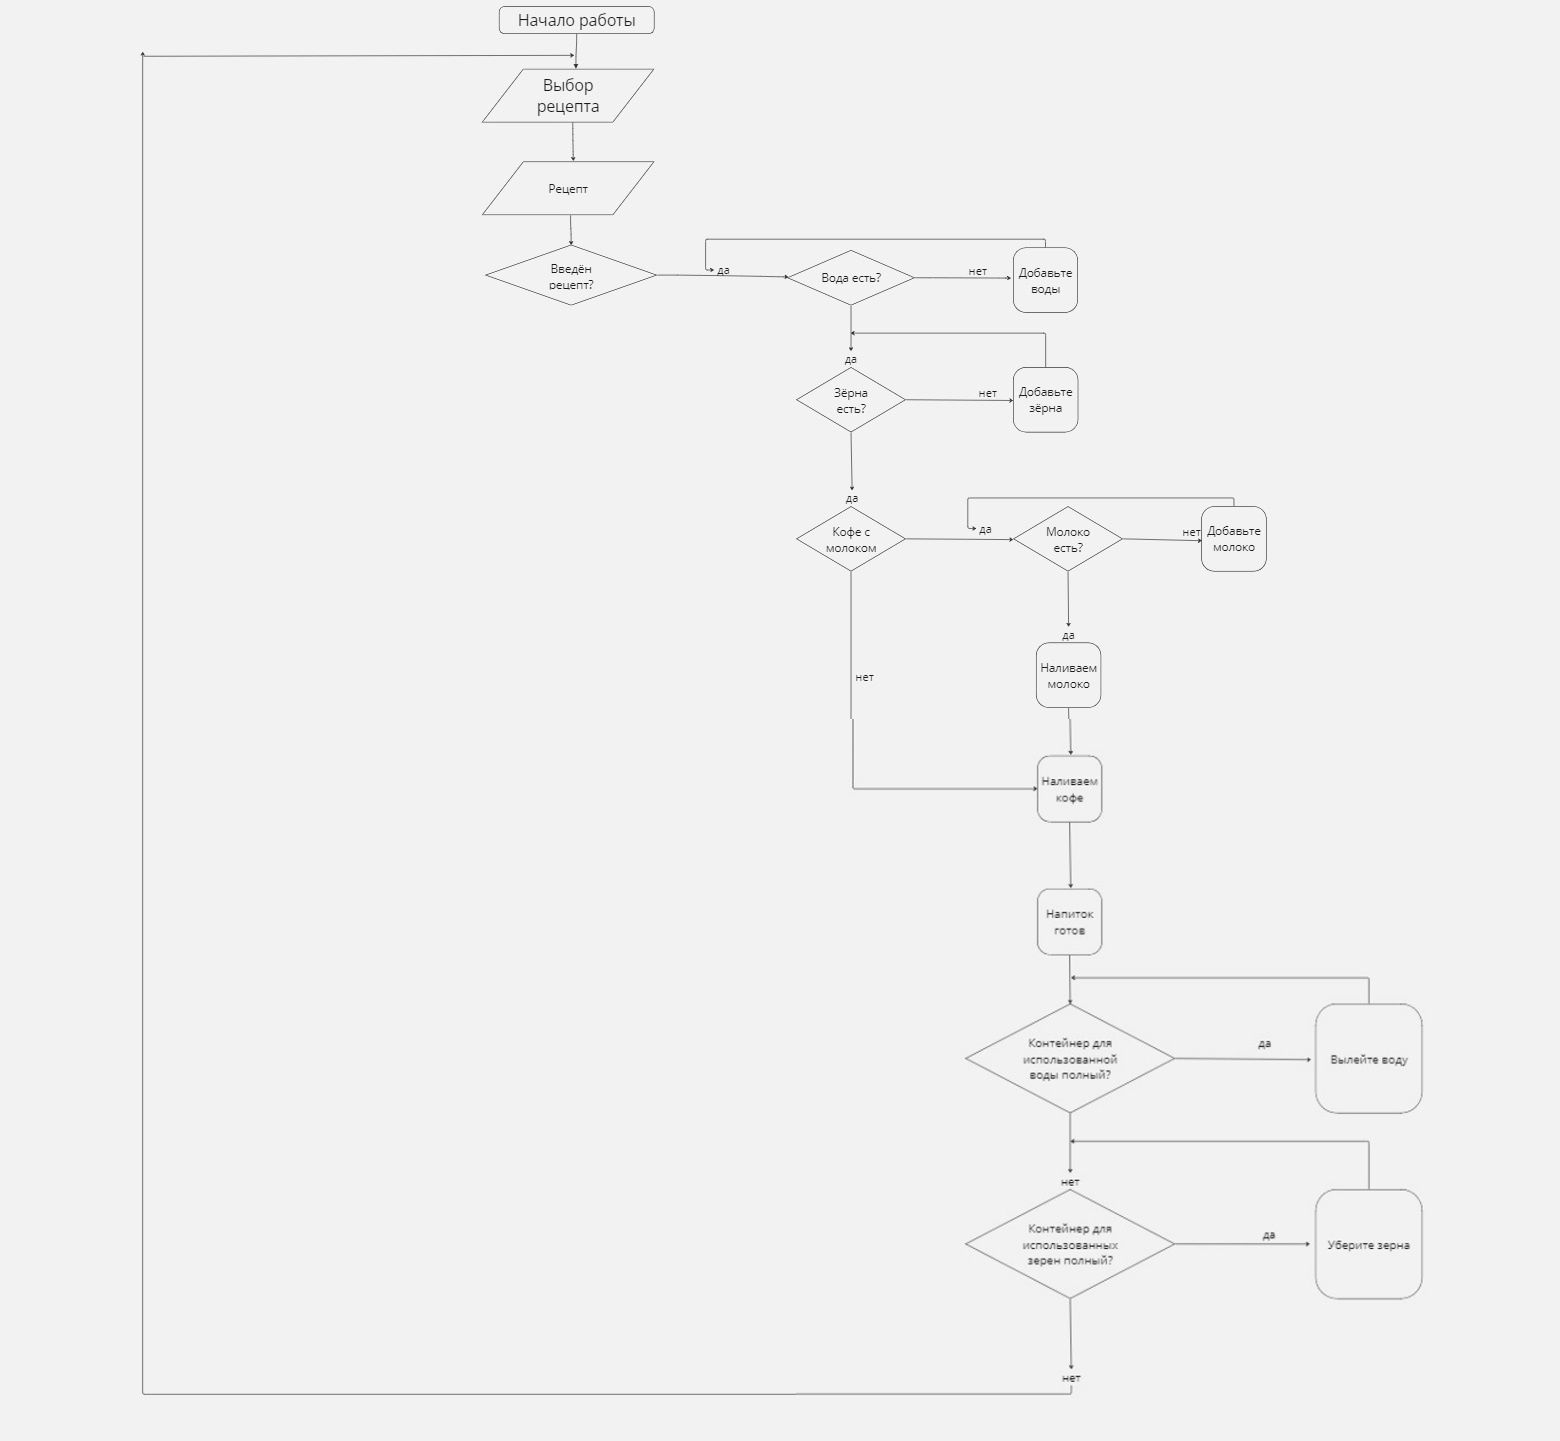 Начало работы
Выбор
рецепта
Рецепт
Введён
рецепт?
да
Вода есть?
нет
Добавьте
воды
да
Зёрна
есть?
нет
Добавьте
зёрна
да
Кофе с
молоком
да
Молоко
есть?
нет
Добавьте
молоко
да
нет
Наливаем
молоко
Наливаем
кофе
Напиток
готов
Контейнер для
использованной
воды полный?
да
Вылейте воду
нет
Контейнер для
использованных
зерен полный?
да
Уберите зерна
нет